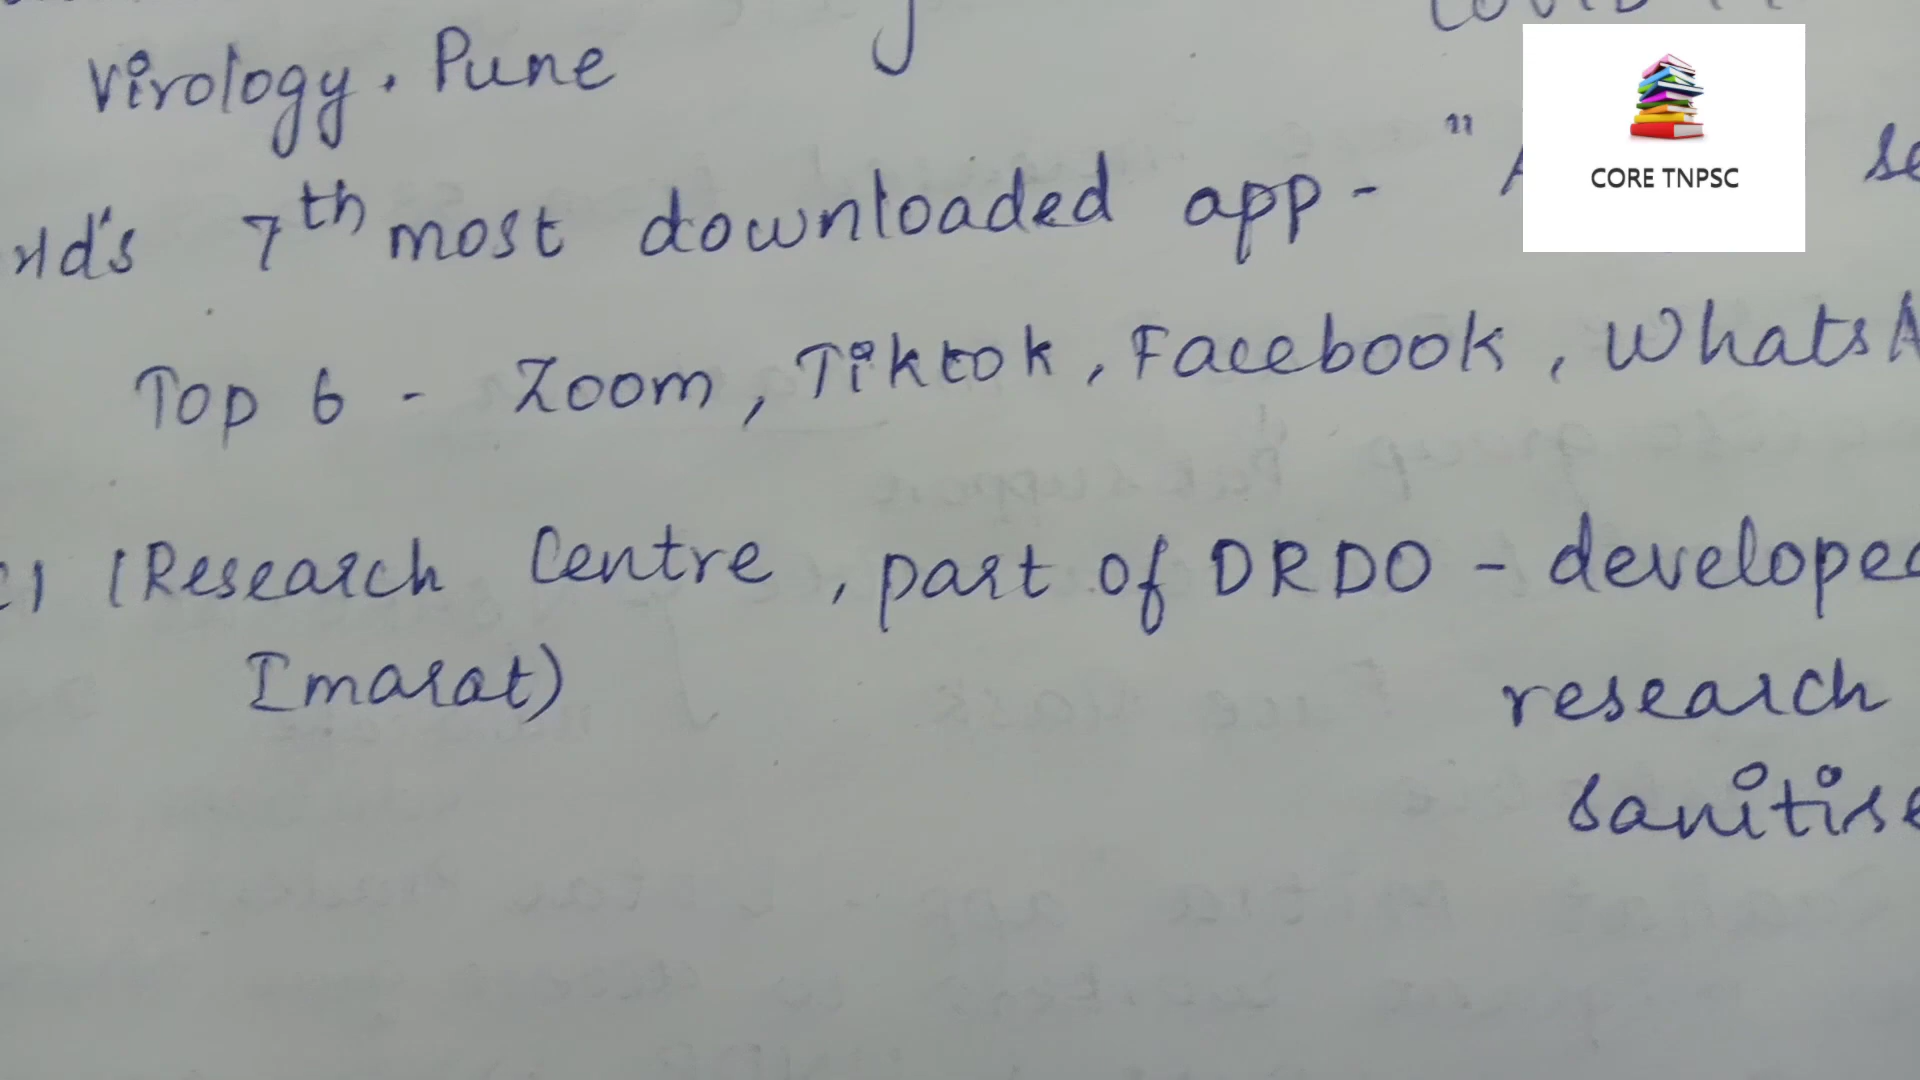 Virology. Pune
7th most downloaded app - "
Top 6 - Zoom, Tiktok, Facebook, WhatsA
(Research Centre, part of DRDO - develope
Imarat)
research
sanitise
CORE TNPSC